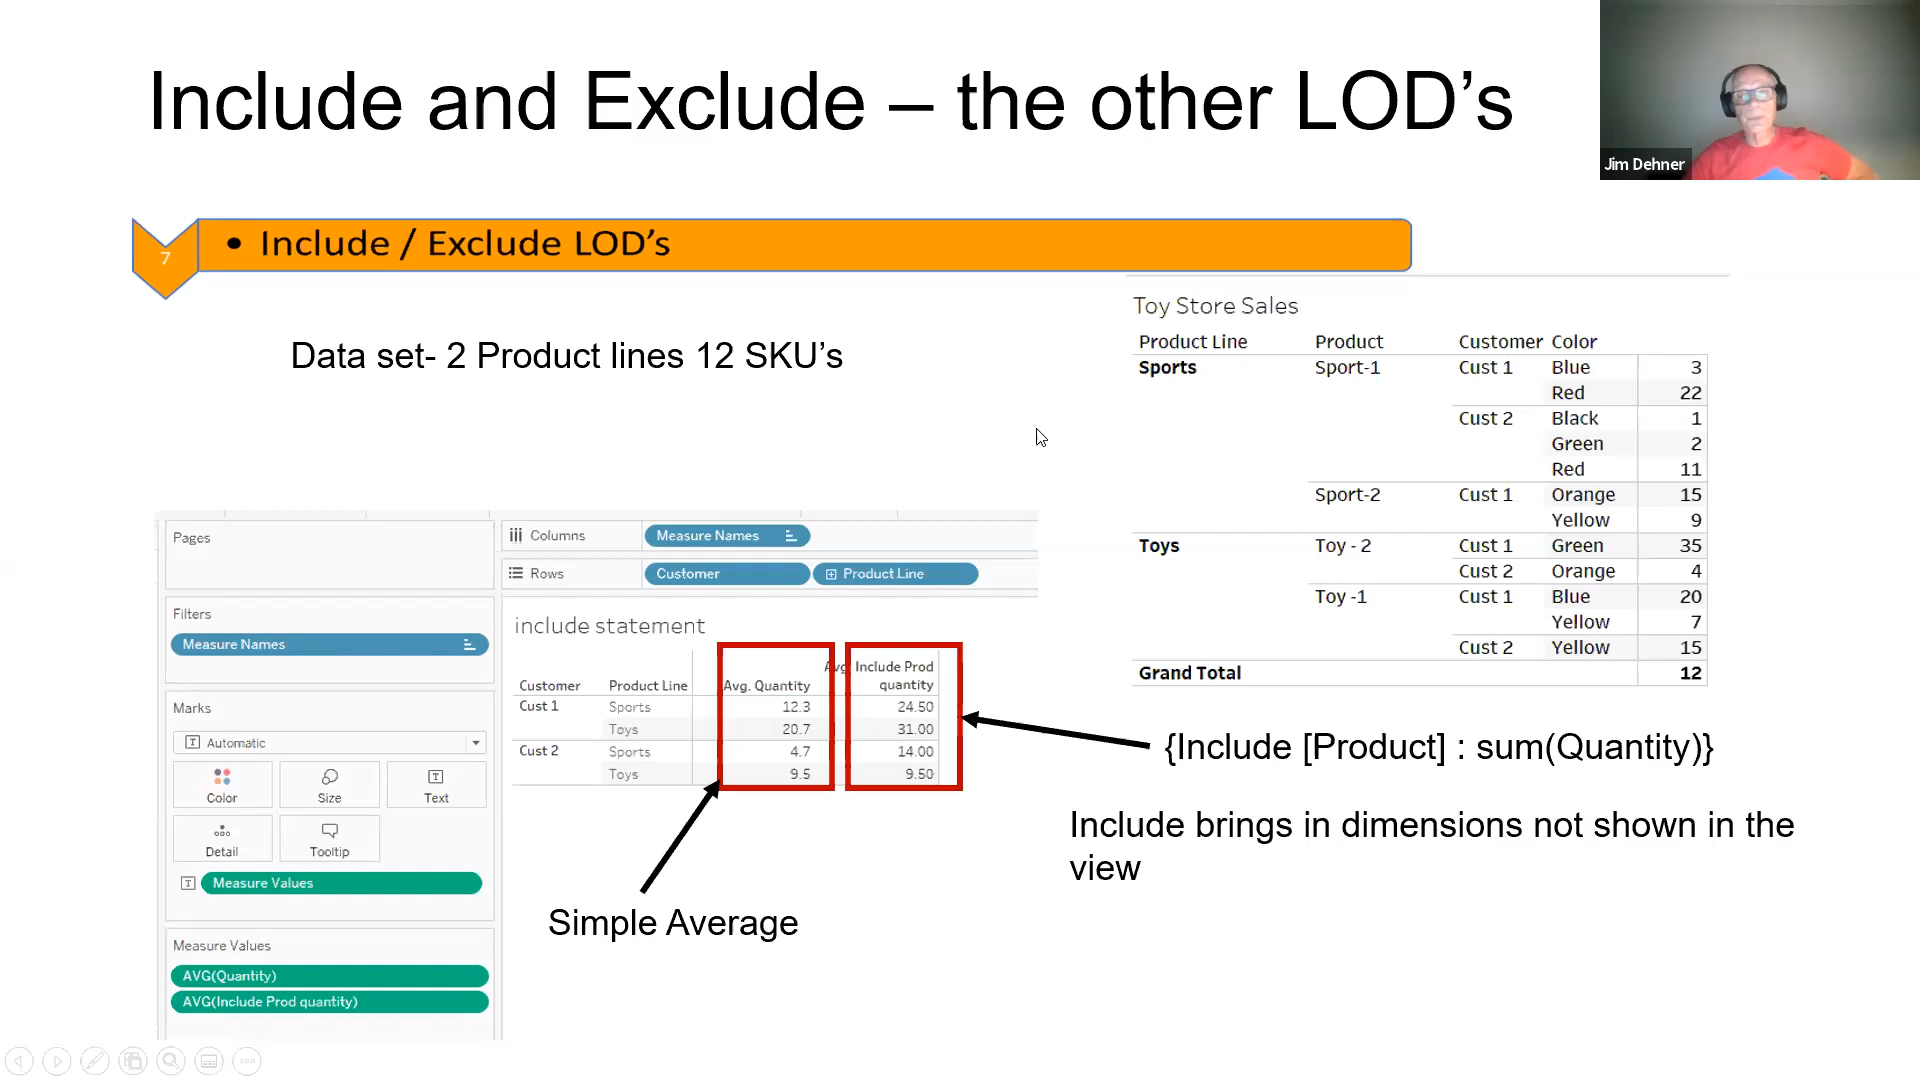 Include and Exclude – the other LOD’s
Jim Dehner
7
• Include / Exclude LOD’s
Data set- 2 Product lines 12 SKU’s
Toy Store Sales
Product Line Product Customer Color
Sports Sport-1 Cust 1 Blue 3
Red 22
Cust 2 Black 1
Green 2
Red 11
Sport-2 Cust 1 Orange 15
Yellow 9
Toys Toy - 2 Cust 1 Green 35
Cust 2 Orange 4
Toy -1 Cust 1 Blue 20
Yellow 7
Cust 2 Yellow 15
Grand Total 12
Pages
Columns Measure Names
Rows Customer Product Line
Filters
Measure Names
Marks
Automatic
Color Size Text
Detail Tooltip
Measure Values
Measure Values
AVG(Quantity)
AVG(Include Prod quantity)
include statement
Avg. Include Prod
Customer Product Line Avg. Quantity quantity
Cust 1 Sports 12.3 24.50
Toys 20.7 31.00
Cust 2 Sports 4.7 14.00
Toys 9.5 9.50
{Include [Product] : sum(Quantity)}
Include brings in dimensions not shown in the
view
Simple Average